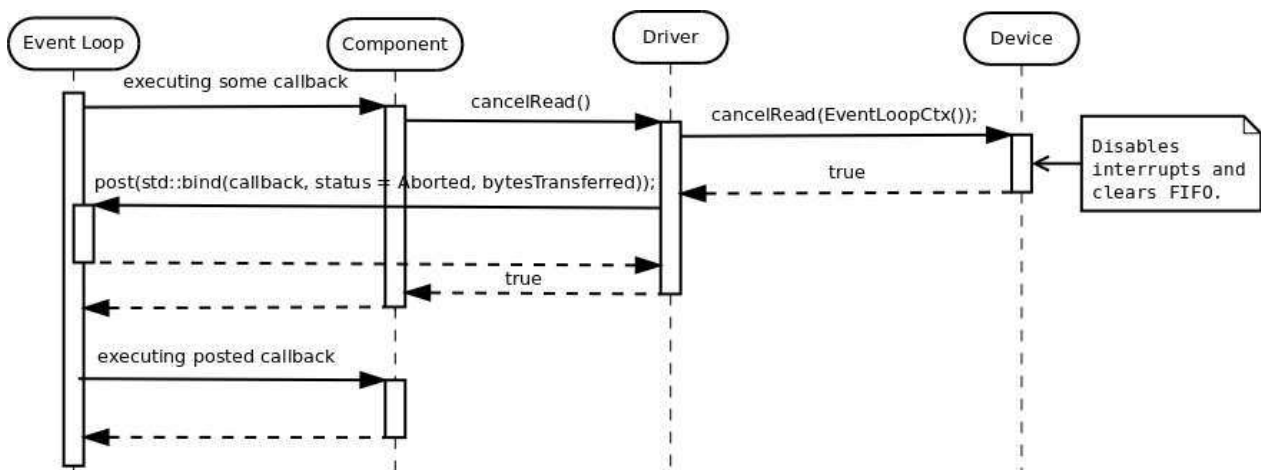 Event Loop
Component
Driver
Device
executing some callback
cancelRead()
cancelRead(EventLoopCtx());
Disables
interrupts and
clears FIFO.
true
post(std::bind(callback, status = Aborted, bytesTransferred));
true
executing posted callback